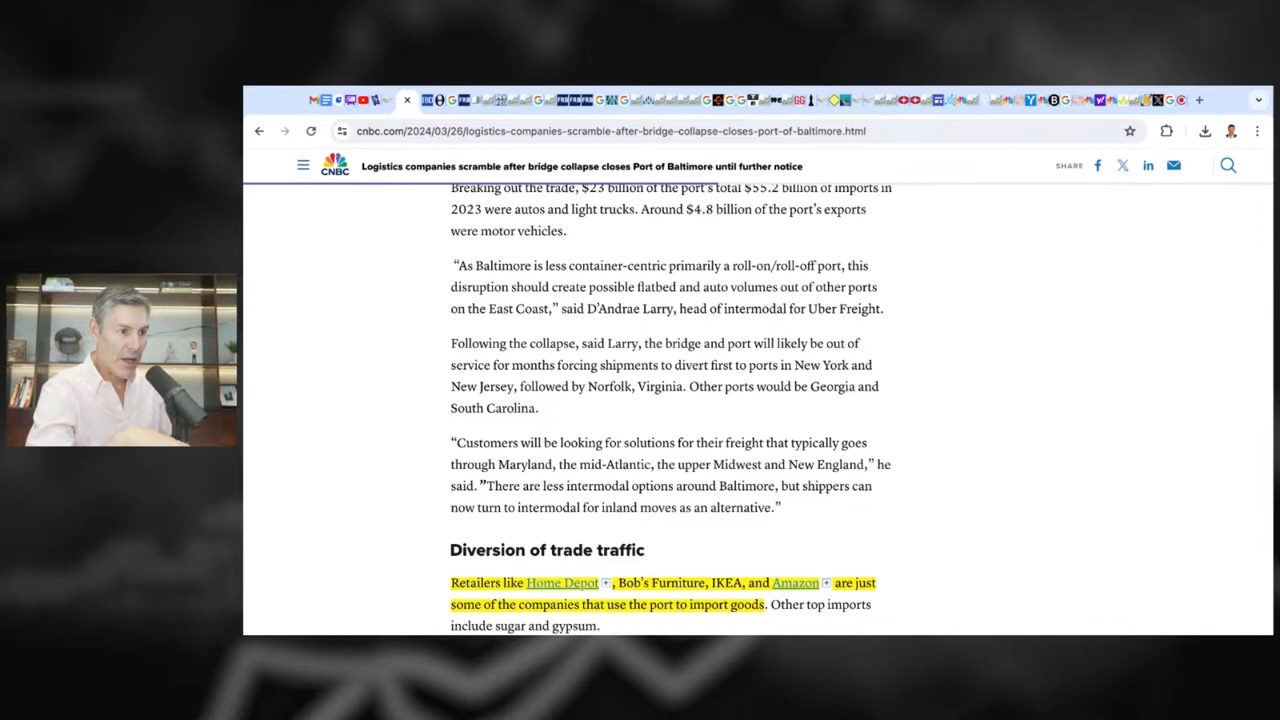 cnbc.com/2024/03/26/logistics-companies-scramble-after-bridge-collapse-closes-port-of-baltimore.html
CNBC
Logistics companies scramble after bridge collapse closes Port of Baltimore until further notice
SHARE
Breaking out the trade, $23 billion of the port's total $55.2 billion of imports in
2023 were autos and light trucks. Around $4.8 billion of the port's exports
were motor vehicles.
“As Baltimore is less container-centric primarily a roll-on/roll-off port, this
disruption should create possible flatbed and auto volumes out of other ports
on the East Coast,” said D’Andrae Larry, head of intermodal for Uber Freight.
Following the collapse, said Larry, the bridge and port will likely be out of
service for months forcing shipments to divert first to ports in New York and
New Jersey, followed by Norfolk, Virginia. Other ports would be Georgia and
South Carolina.
“Customers will be looking for solutions for their freight that typically goes
through Maryland, the mid-Atlantic, the upper Midwest and New England,” he
said. ”There are less intermodal options around Baltimore, but shippers can
now turn to intermodal for inland moves as an alternative.”
Diversion of trade traffic
Retailers like Home Depot, Bob’s Furniture, IKEA, and Amazon are just
some of the companies that use the port to import goods. Other top imports
include sugar and gypsum.